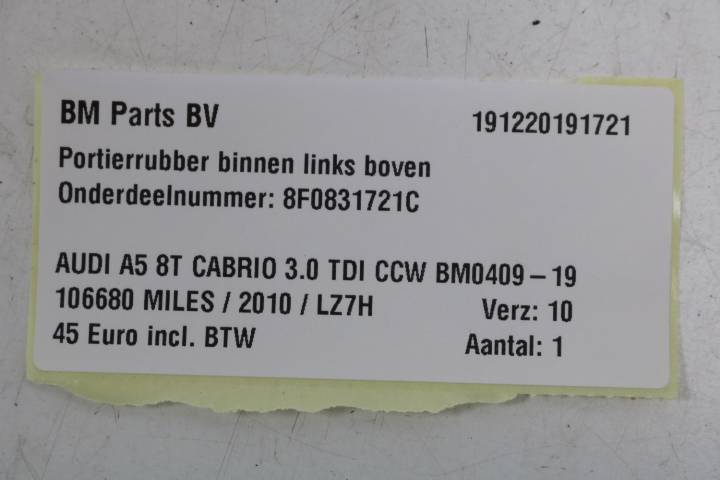 BM Parts BV 191220191721
Portierrubber binnen links boven
Onderdeelnummer: 8F0831721C
AUDI A5 8T CABRIO 3.0 TDI CCW BM0409-19
106680 MILES / 2010 / LZ7H Verz: 10
45 Euro incl. BTW Aantal: 1